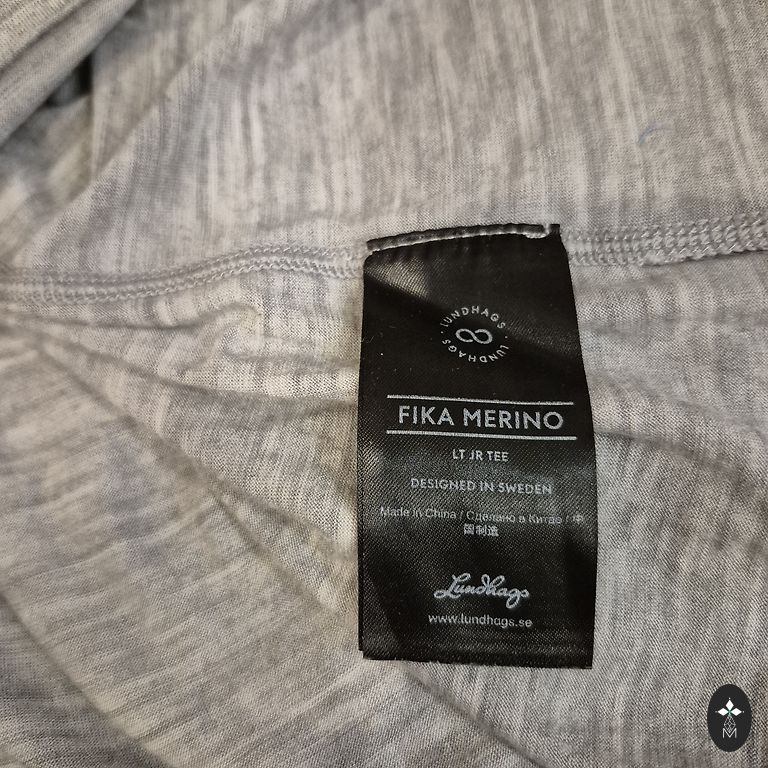 · LUNDHAGS · LUNDHAGS
FIKA MERINO
LT JR TEE
DESIGNED IN SWEDEN
Made in China / Сделано в Китае / 中
国制造
Lundhags
www.lundhags.se
M